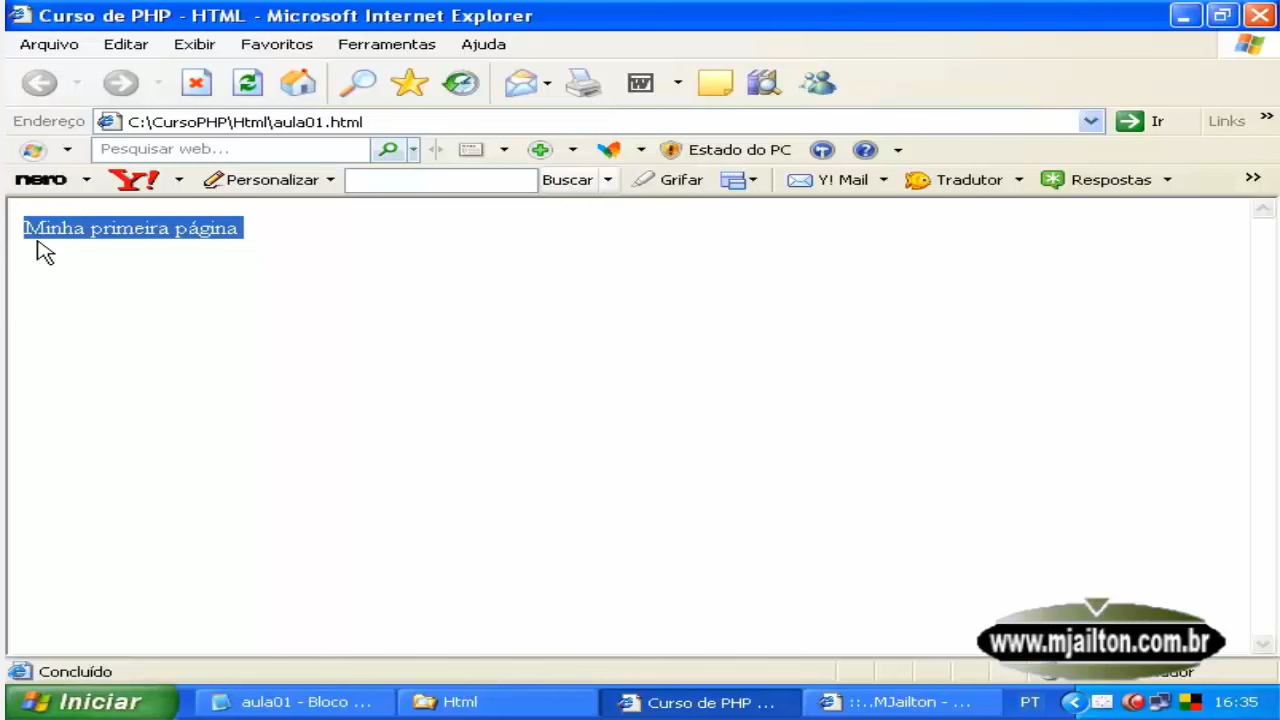 Curso de PHP - HTML - Microsoft Internet Explorer
Arquivo Editar Exibir Favoritos Ferramentas Ajuda
Endereço C:\CursoPHP\Html\aula01.html Ir Links »
Pesquisar web... Estado do PC
nero Y! Personalizar Buscar Grifar Y! Mail Tradutor Respostas »
Minha primeira página
www.mjailton.com.br
Concluído
Iniciar aula01 - Bloco ... Html Curso de PHP ... ::..MJailton - ... PT 16:35